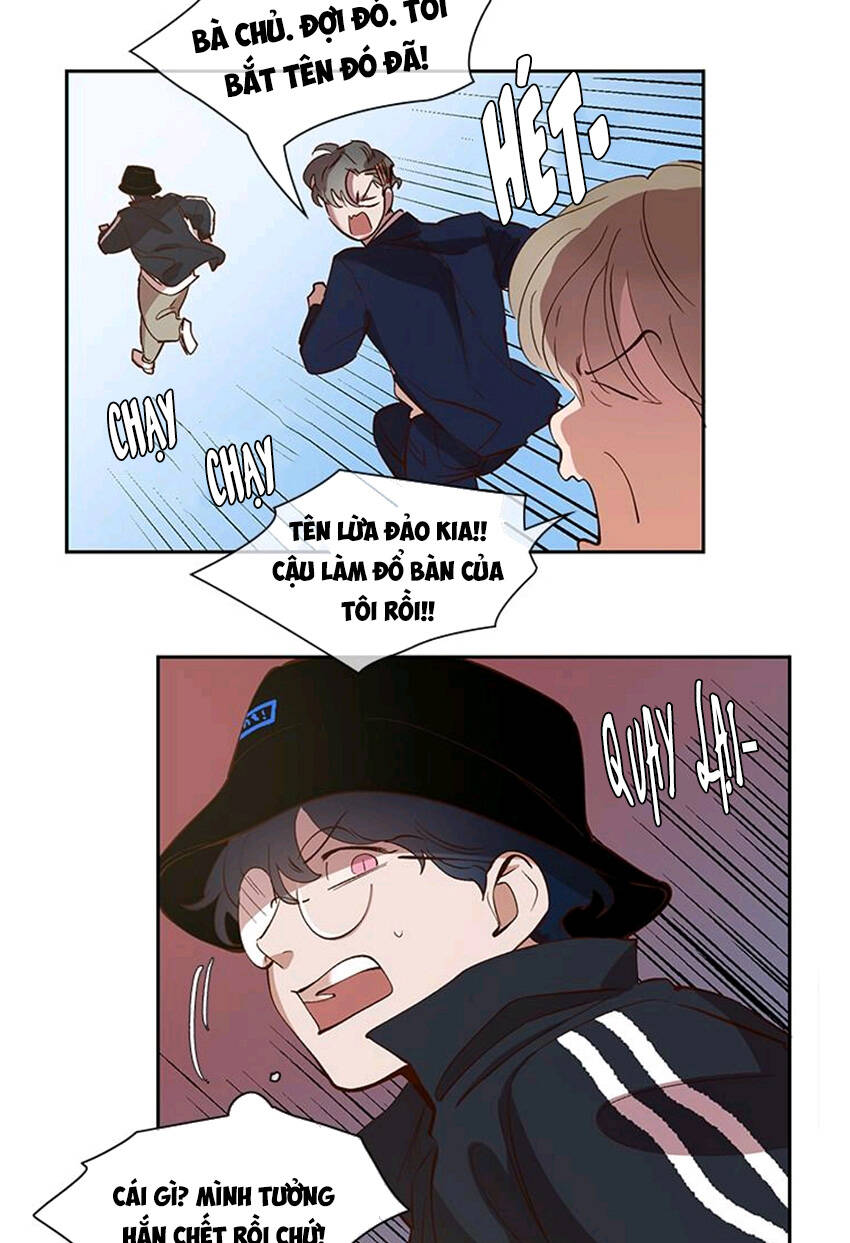 BÀ CHỦ. ĐỢI ĐÓ. TÔI
BẮT TÊN ĐÓ ĐÃ!
HÉT.
CHẠY
CHẠY
TÊN LỪA ĐẢO KIA!!
CẬU LÀM ĐỔ BÀN CỦA
TÔI RỒI!!
QUAY LẠI-
CÁI GÌ? MÌNH TƯỞNG
HẮN CHẾT RỒI CHỨ!